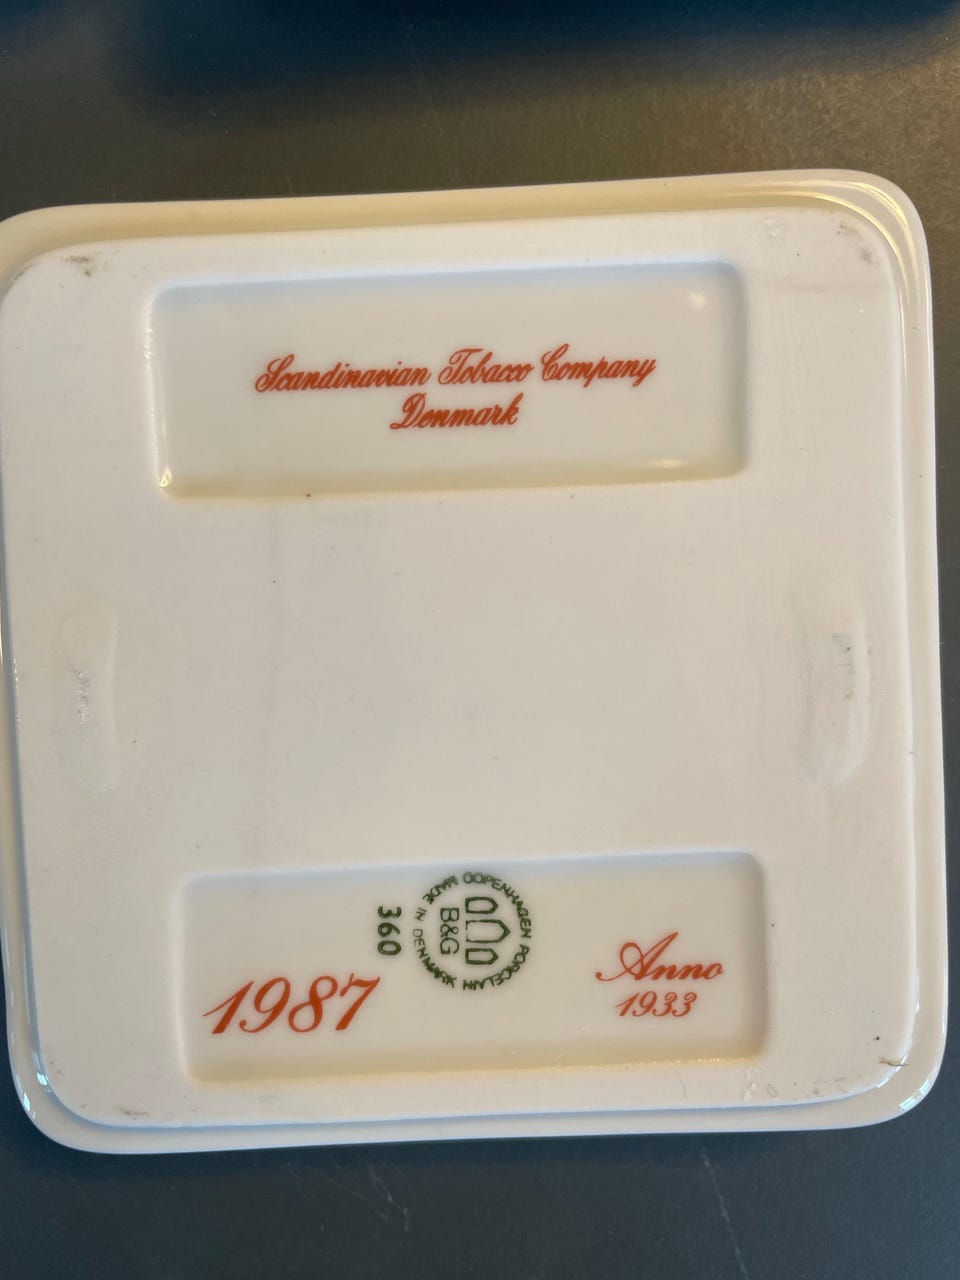 Scandinavian Tobacco Company
Denmark
COPENHAGEN PORCELAIN
MADE IN DENMARK
B&G
360
1987
Anno
1933